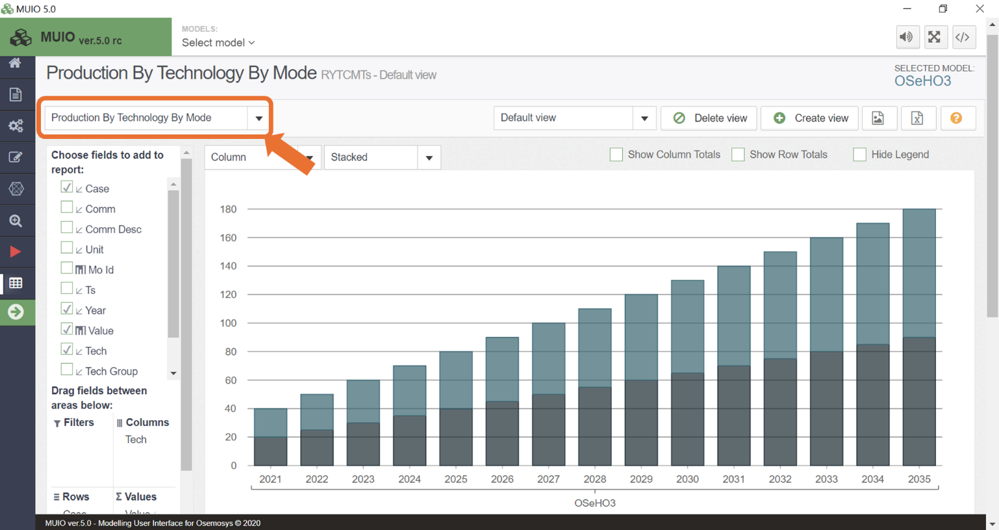 MUIO 5.0
MUIO ver.5.0 rc
MODELS:
Select model
Production By Technology By Mode RYTCMTs - Default view
SELECTED MODEL:
OSeHO3
Production By Technology By Mode
Default view
Delete view
Create view
Choose fields to add to
report:
Case
Comm
Comm Desc
Unit
Mo Id
Ts
Year
Value
Tech
Tech Group
Drag fields between
areas below:
Filters
Columns
Tech
Rows
Σ Values
Case
Value
Column
Stacked
Show Column Totals
Show Row Totals
Hide Legend
180
160
140
120
100
80
60
40
20
0
2021 2022 2023 2024 2025 2026 2027 2028 2029 2030 2031 2032 2033 2034 2035
OSeHO3
MUIO ver.5.0 - Modelling User Interface for Osemosys © 2020